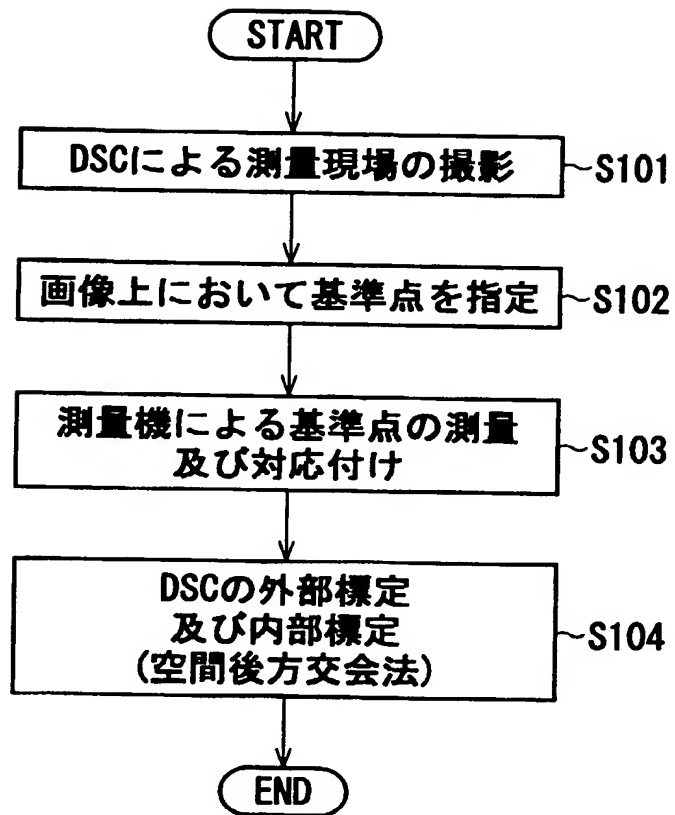 START
DSCによる測量現場の撮影
S101
画像上において基準点を指定
S102
測量機による基準点の測量
及び対応付け
S103
DSCの外部標定
及び内部標定
(空間後方交会法)
S104
END